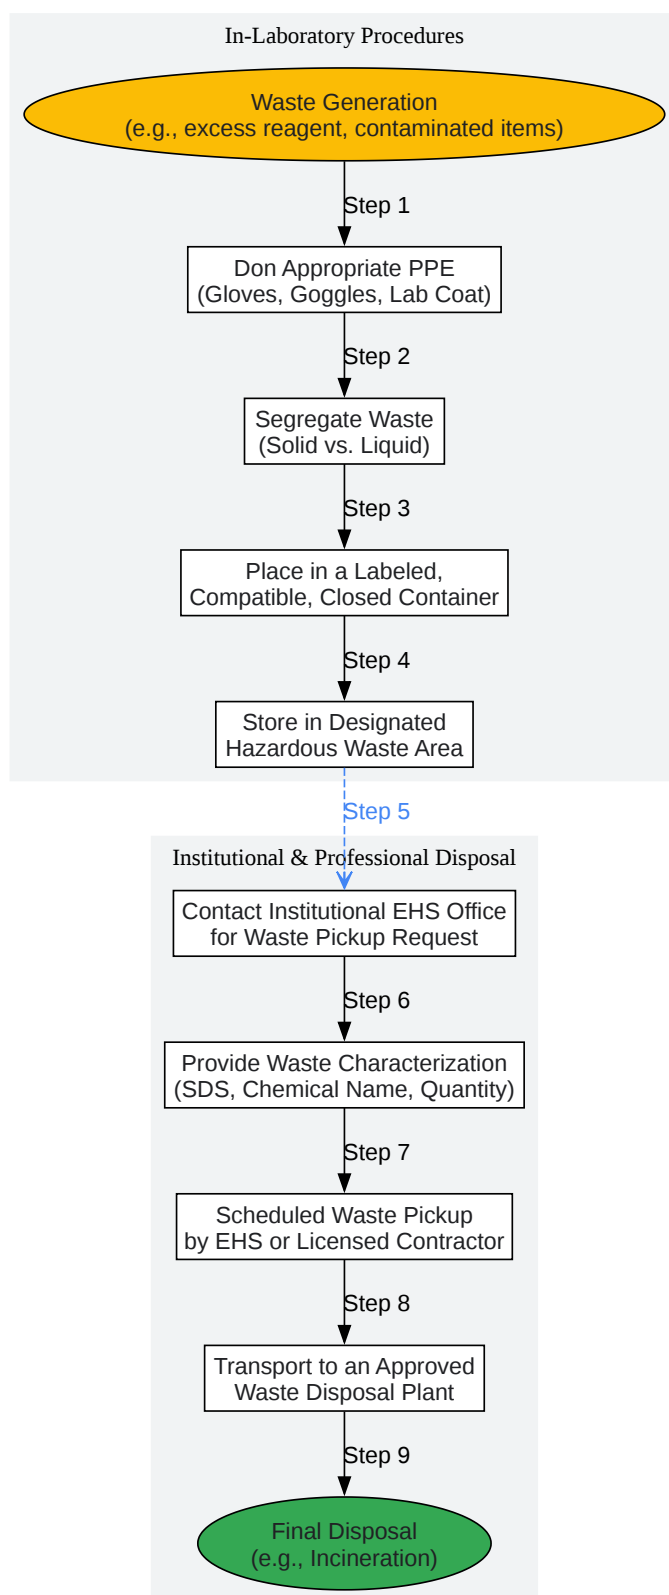 In-Laboratory Procedures
Waste Generation
(e.g., excess reagent, contaminated items)
Step 1
Don Appropriate PPE
(Gloves, Goggles, Lab Coat)
Step 2
Segregate Waste
(Solid vs. Liquid)
Step 3
Place in a Labeled,
Compatible, Closed Container
Step 4
Store in Designated
Hazardous Waste Area
Step 5
Institutional & Professional Disposal
Contact Institutional EHS Office
for Waste Pickup Request
Step 6
Provide Waste Characterization
(SDS, Chemical Name, Quantity)
Step 7
Scheduled Waste Pickup
by EHS or Licensed Contractor
Step 8
Transport to an Approved
Waste Disposal Plant
Step 9
Final Disposal
(e.g., Incineration)